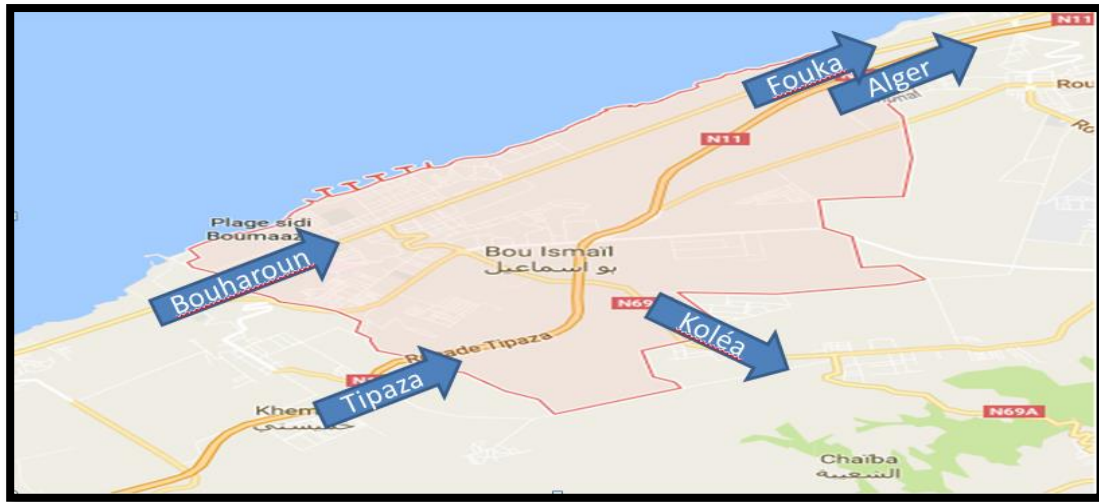 N11
Fouka
Alger
Rou
N11
Plage sidi
Boumaaz
Bou Ismaïl
بو اسماعيل
Bouharoun
N69
Koléa
Tipaza
Khem
خميستي
N69A
Chaïba
الشعيبة